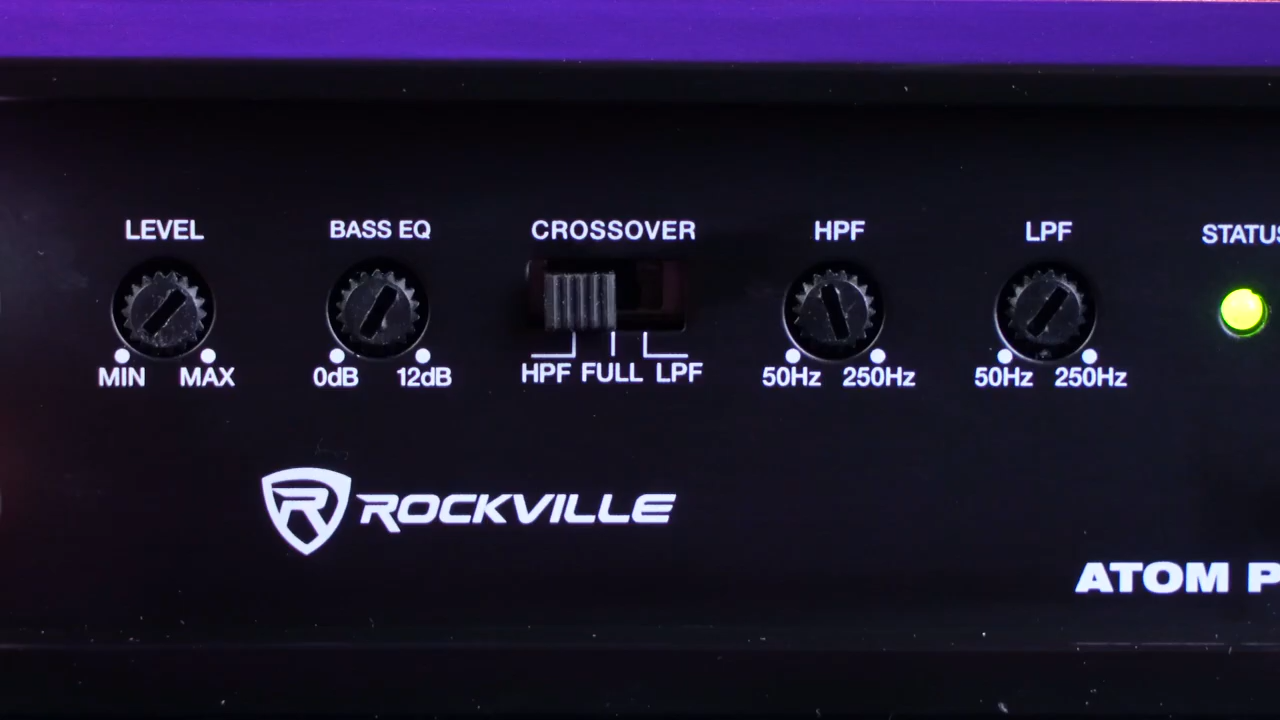 LEVEL BASS EQ CROSSOVER HPF LPF STATUS
MIN MAX 0dB 12dB HPF FULL LPF 50Hz 250Hz 50Hz 250Hz
R ROCKVILLE
ATOM P